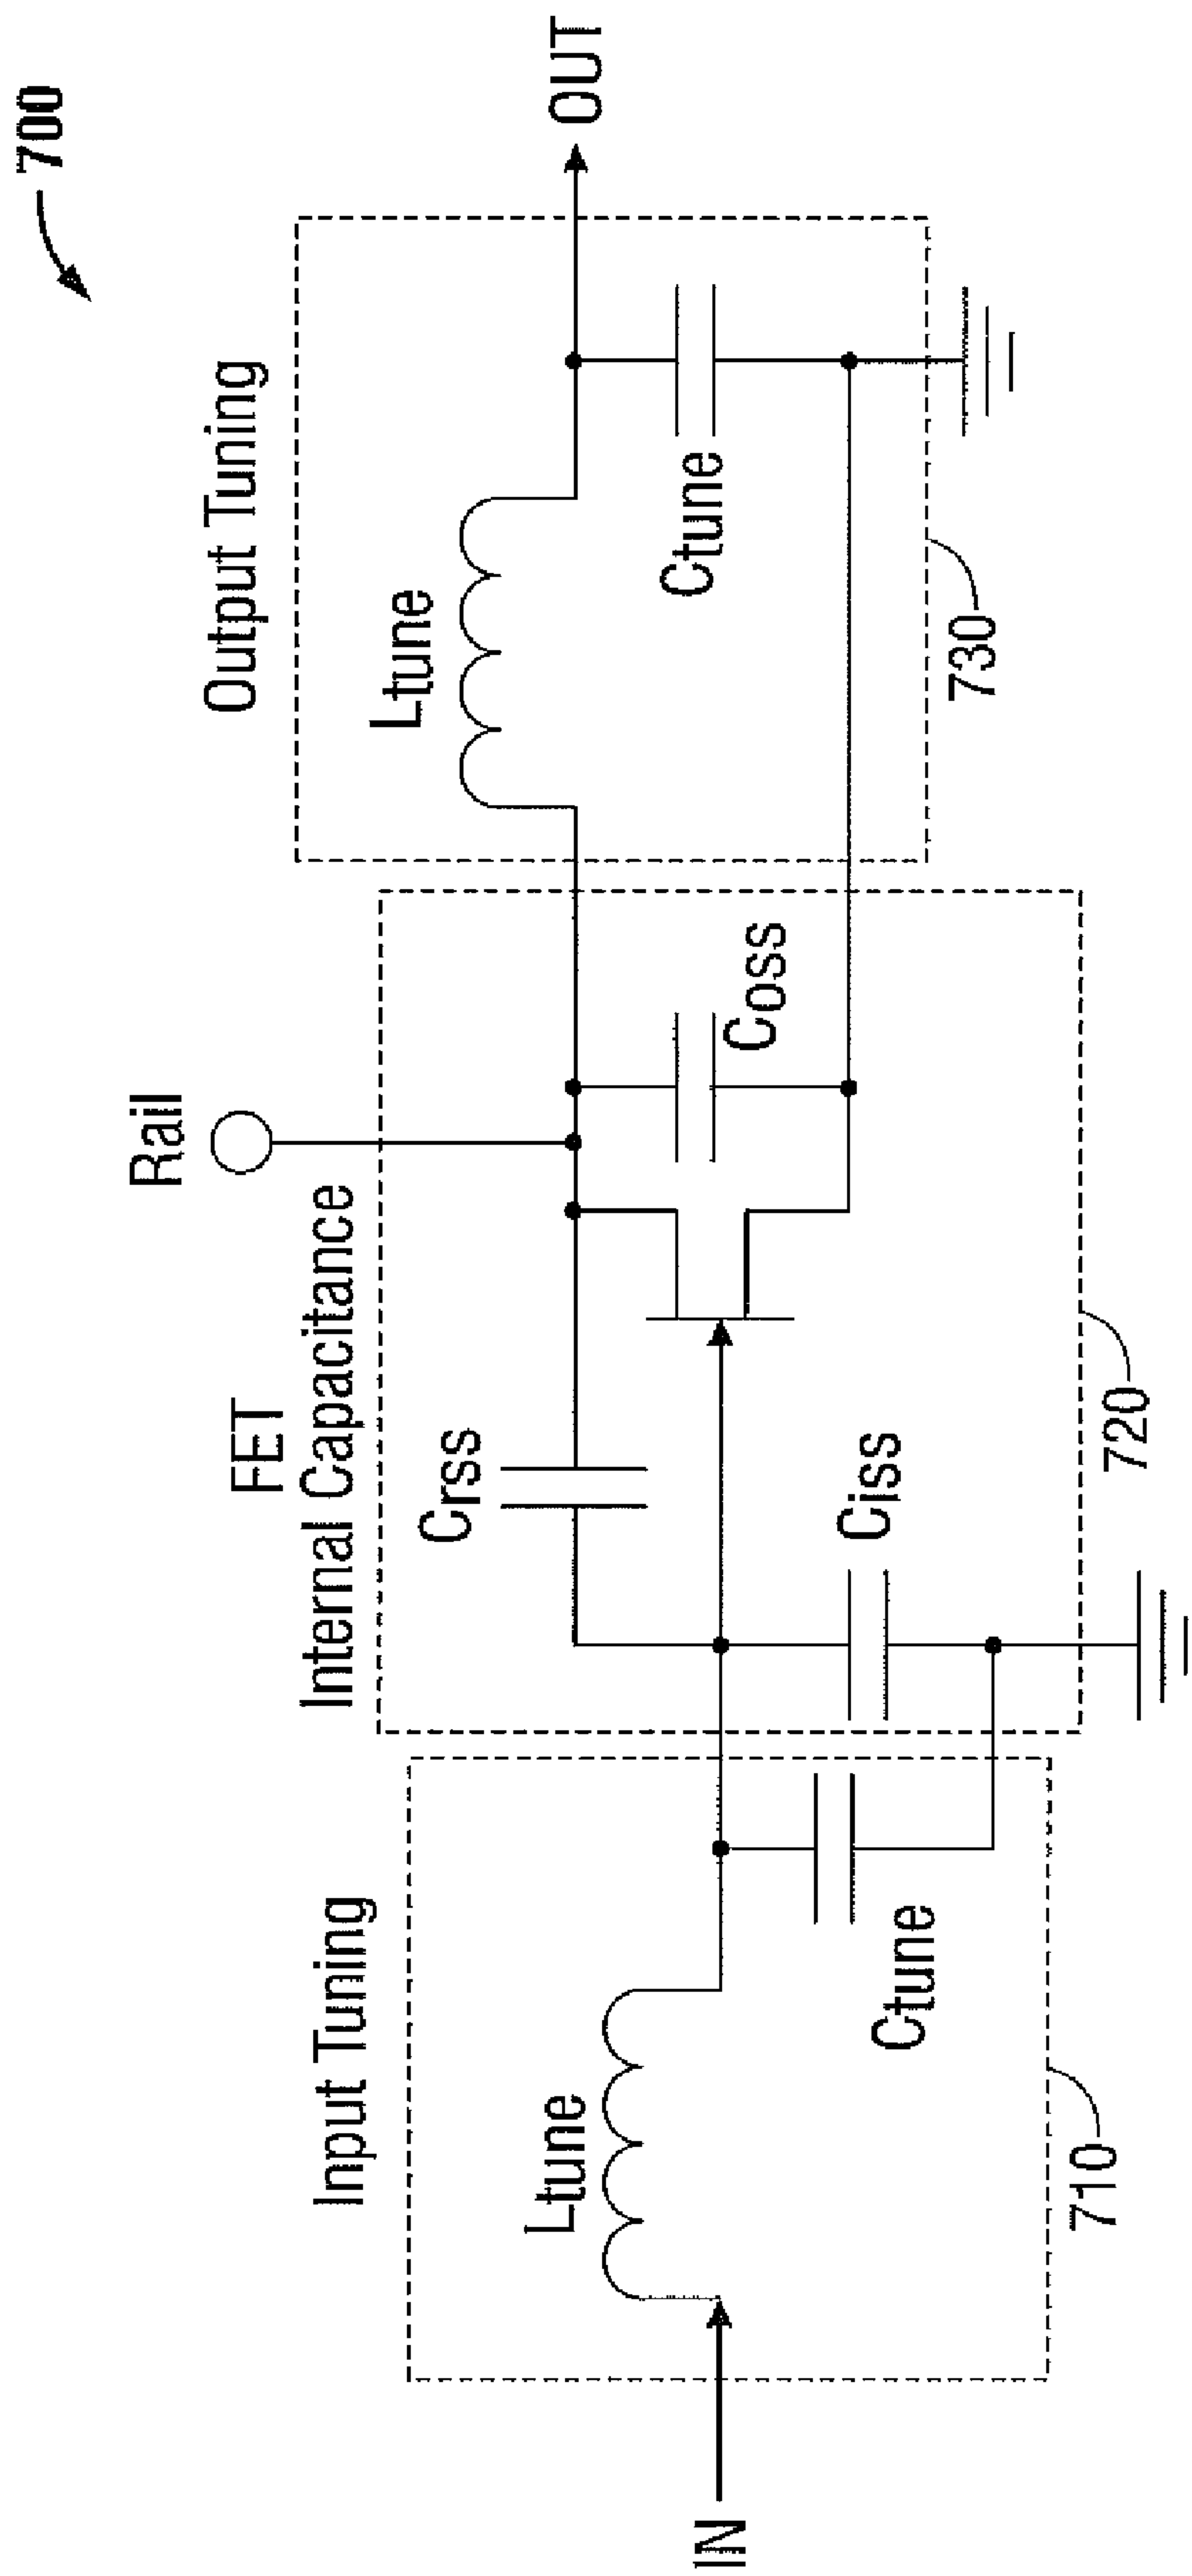 700
Input Tuning
Ltune
Ctune
IN
710
FET
Internal Capacitance
Rail
Crss
Ciss
Coss
720
Output Tuning
Ltune
Ctune
OUT
730